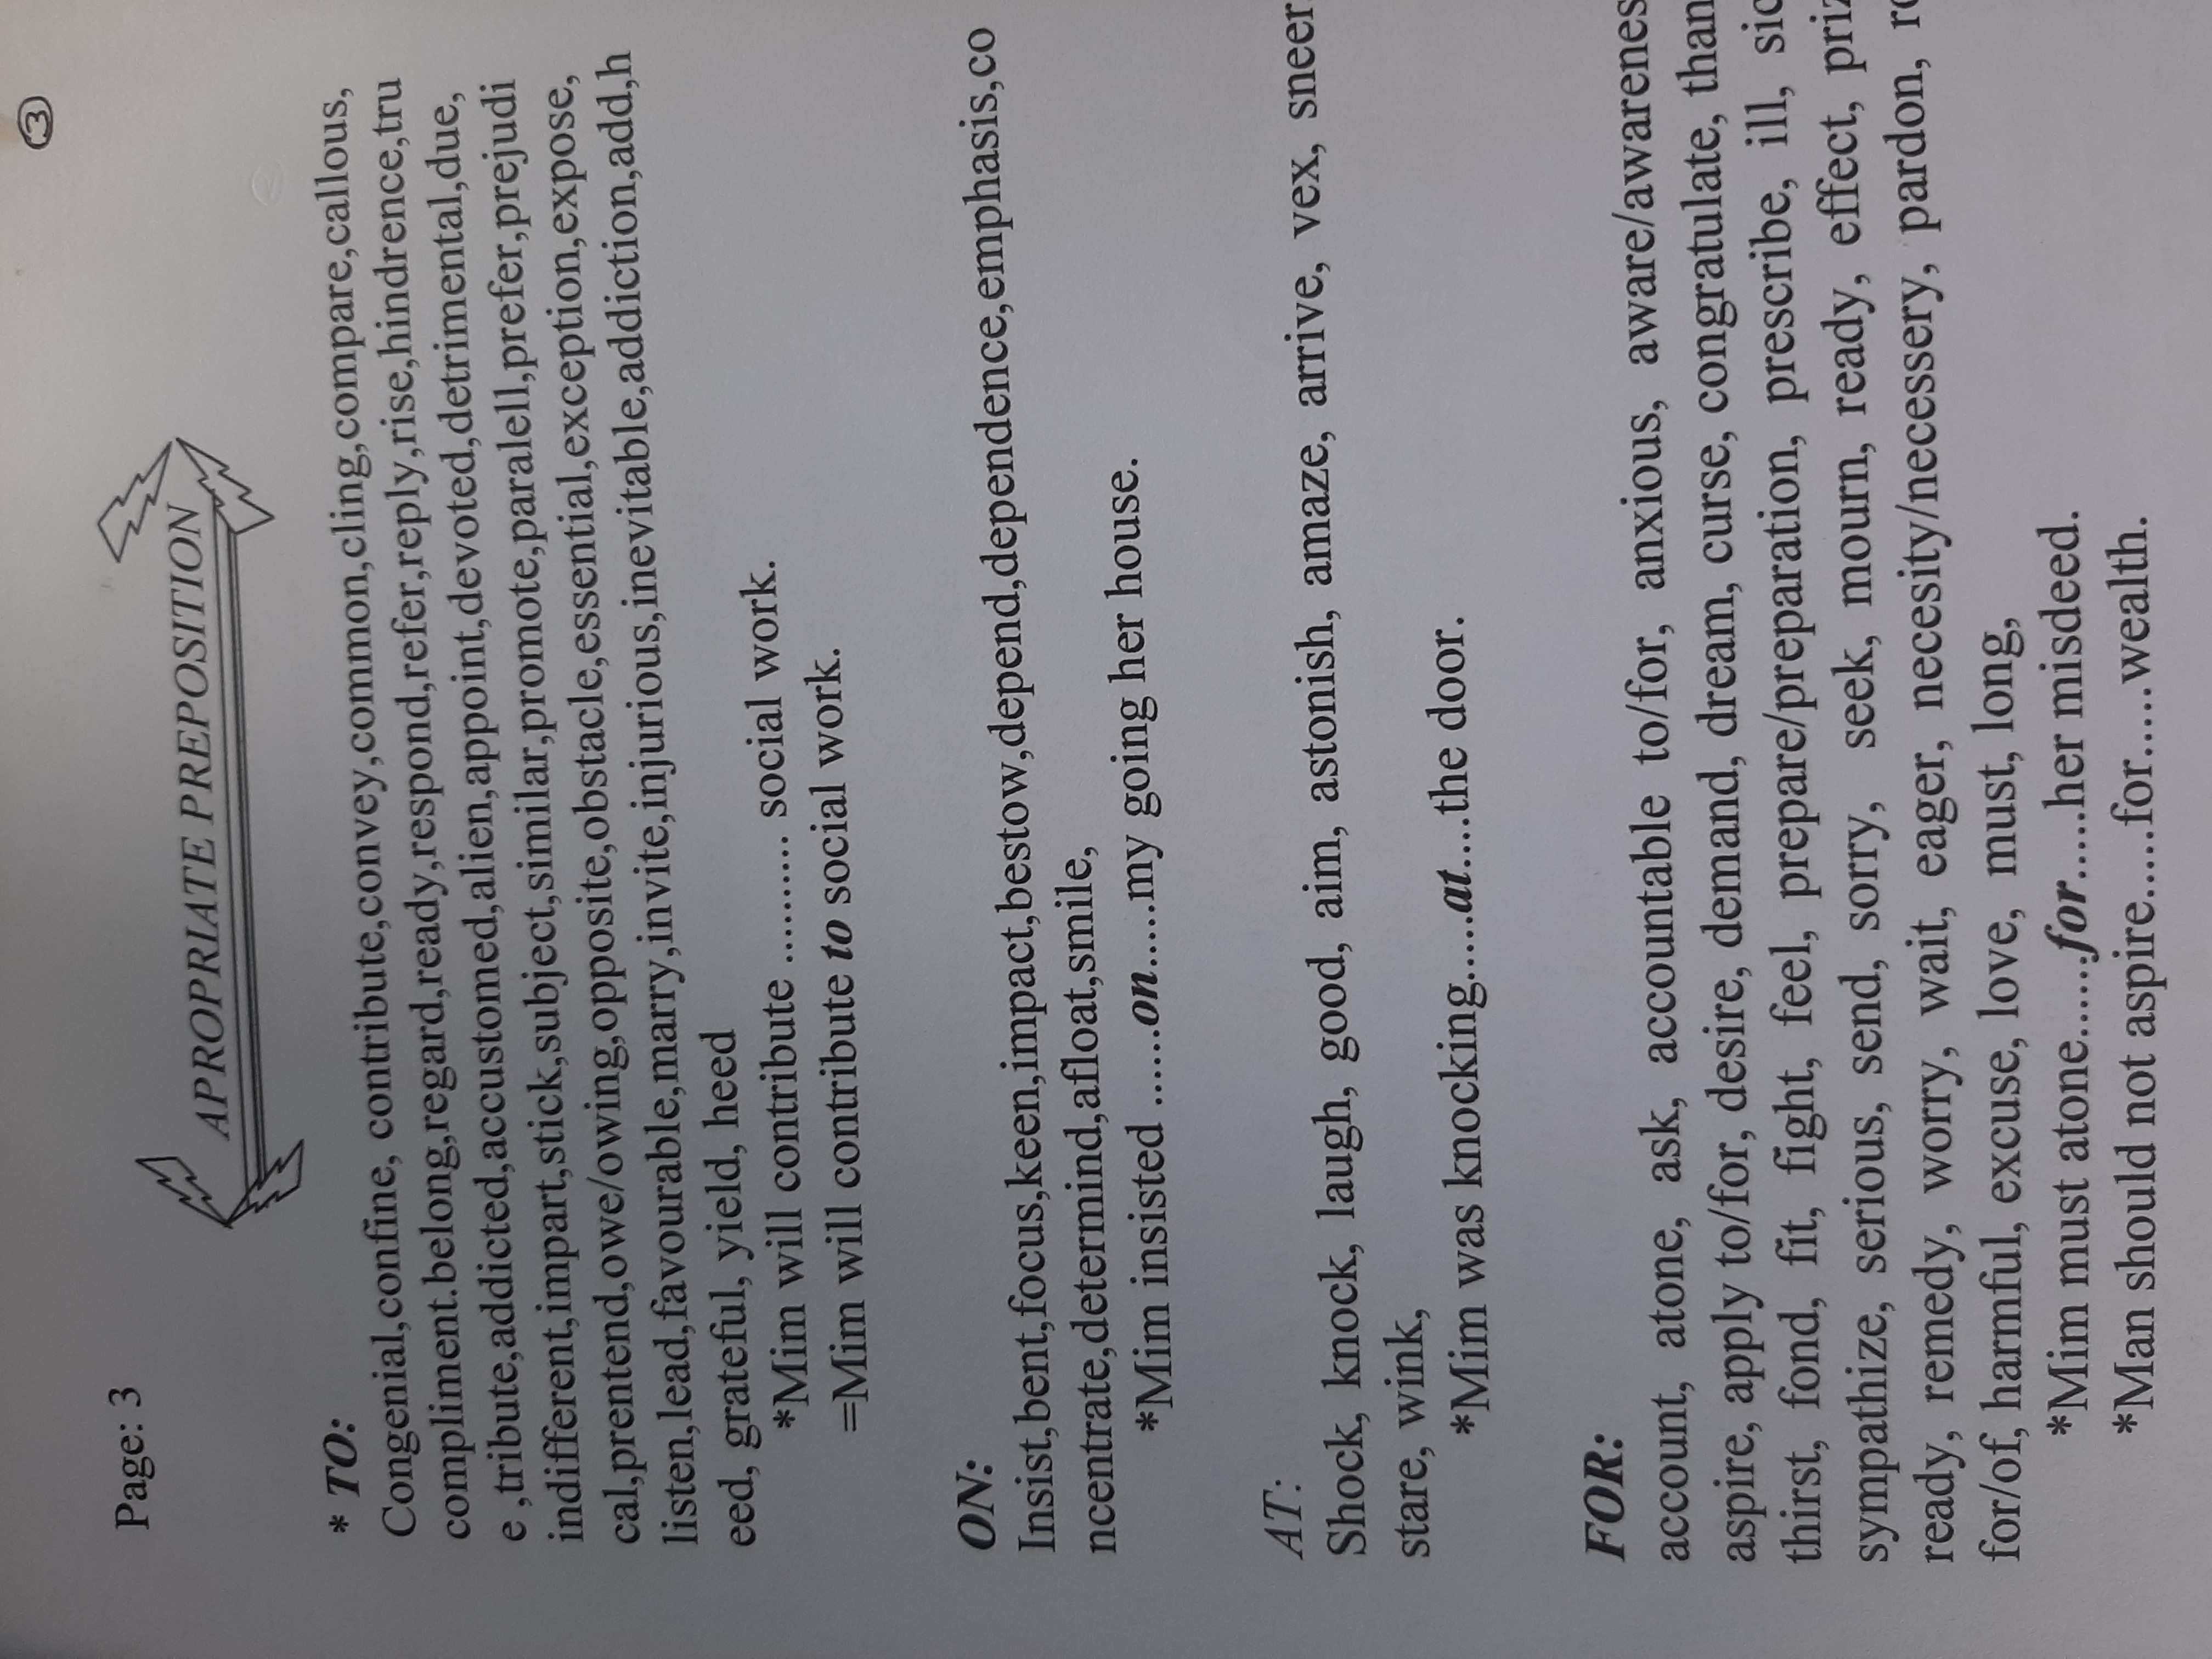 3
Page: 3
APROPRIATE PREPOSITION
* TO:
Congenial,confine, contribute,convey,common,cling,compare,callous,
compliment.belong,regard,ready,respond,refer,reply,rise,hindrence,tru
e ,tribute,addicted,accustomed,alien,appoint,devoted,detrimental,due,
indifferent,impart,stick,subject,similar,promote,paralell,prefer,prejudi
cal,prentend,owe/owing,opposite,obstacle,essential,exception,expose,
listen,lead,favourable,marry,invite,injurious,inevitable,addiction,add,h
eed, grateful, yield, heed
*Mim will contribute .......... social work.
=Mim will contribute to social work.
ON:
Insist,bent,focus,keen,impact,bestow,depend,dependence,emphasis,co
ncentrate,determind,afloat,smile,
*Mim insisted ......on.....my going her house.
AT:
Shock, knock, laugh, good, aim, astonish, amaze, arrive, vex, sneer
stare, wink,
*Mim was knocking.....at....the door.
FOR:
account, atone, ask, accountable to/for, anxious, aware/awarenes
aspire, apply to/for, desire, demand, dream, curse, congratulate, than
thirst, fond, fit, fight, feel, prepare/preparation, prescribe, ill, sic
sympathize, serious, send, sorry, seek, mourn, ready, effect, priz
ready, remedy, worry, wait, eager, necesity/necessery, pardon,
for/of, harmful, excuse, love, must, long,
*Mim must atone......for.....her misdeed.
*Man should not aspire.....for.....wealth.